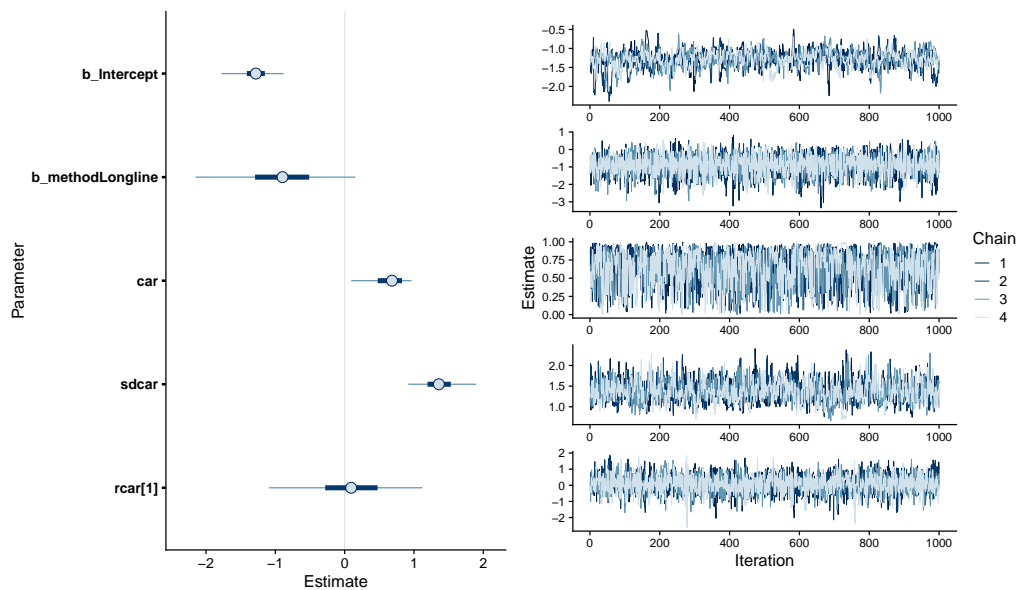 Parameter
b_Intercept
b_methodLongline
car
sdcar
rcar[1]
−2 −1 0 1 2
Estimate
Estimate
−0.5
−1.0
−1.5
−2.0
0 200 400 600 800 1000
1
0
−1
−2
−3
0 200 400 600 800 1000
1.00
0.75
0.50
0.25
0.00
0 200 400 600 800 1000
2.0
1.5
1.0
0 200 400 600 800 1000
2
1
0
−1
−2
0 200 400 600 800 1000
Iteration
Chain
1
2
3
4